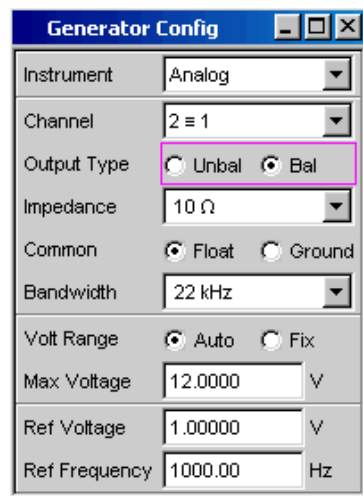 Generator Config
Instrument Analog
Channel 2 ≡ 1
Output Type Unbal Bal
Impedance 10 Ω
Common Float Ground
Bandwidth 22 kHz
Volt Range Auto Fix
Max Voltage 12.0000 V
Ref Voltage 1.00000 V
Ref Frequency 1000.00 Hz